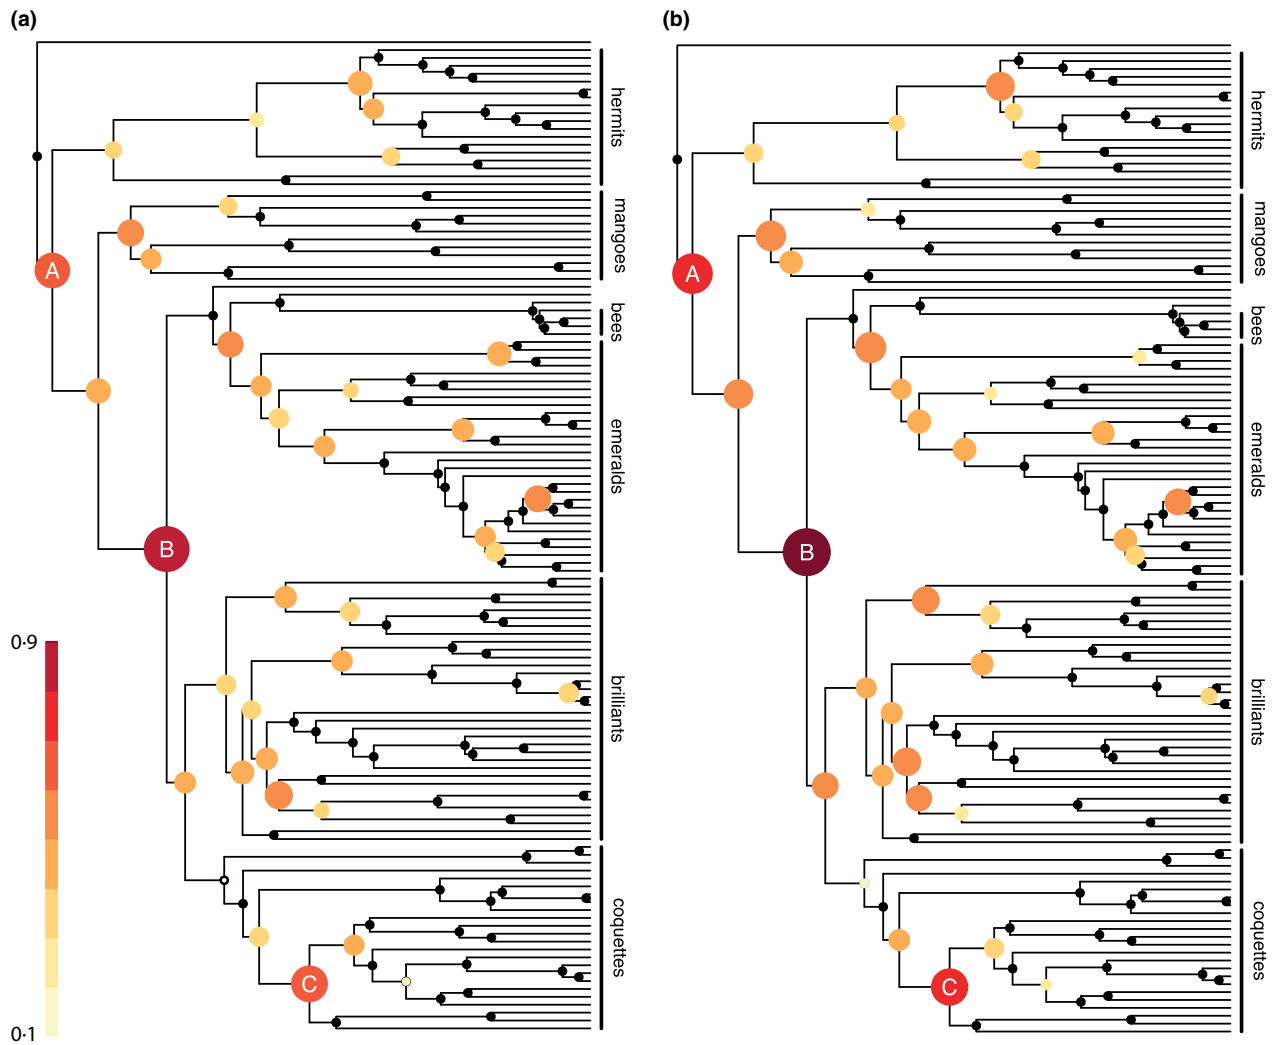 (a)
hermits
mangoes
bees
emeralds
brilliants
coquettes
A
B
C
0·9
0·1
(b)
hermits
mangoes
bees
emeralds
brilliants
coquettes
A
B
C